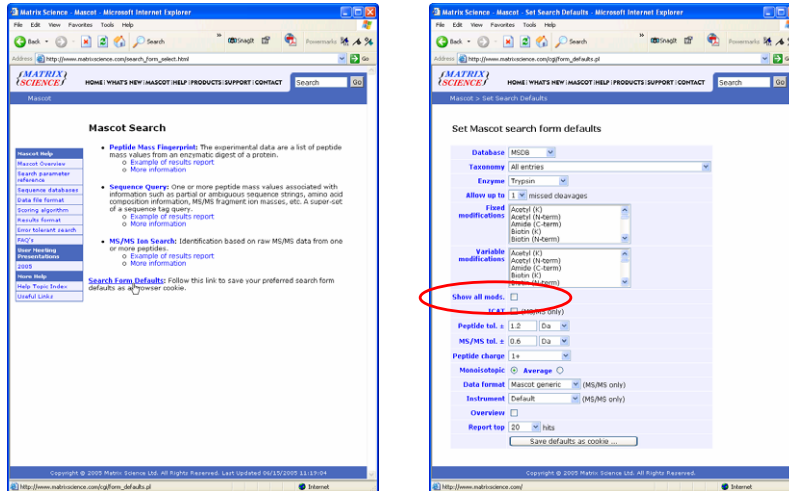 Matrix Science - Mascot - Microsoft Internet Explorer
File Edit View Favorites Tools Help
Back Search » SnagIt Powermarks
Address http://www.matrixscience.com/search_form_select.html Go
{MATRIX}
{SCIENCE}
HOME | WHAT'S NEW | MASCOT | HELP | PRODUCTS | SUPPORT | CONTACT Search Go
Mascot
Mascot Search
Mascot Help
Mascot Overview
Search parameter
reference
Sequence databases
Data file format
Scoring algorithm
Results format
Error tolerant search
FAQ's
User Meeting
Presentations
2005
More Help
Help Topic Index
Useful Links
• Peptide Mass Fingerprint: The experimental data are a list of peptide
mass values from an enzymatic digest of a protein.
o Example of results report
o More information
• Sequence Query: One or more peptide mass values associated with
information such as partial or ambiguous sequence strings, amino acid
composition information, MS/MS fragment ion masses, etc. A super-set
of a sequence tag query.
o Example of results report
o More information
• MS/MS Ion Search: Identification based on raw MS/MS data from one
or more peptides.
o Example of results report
o More information
Search Form Defaults: Follow this link to save your preferred search form
defaults as a browser cookie.
Copyright © 2005 Matrix Science Ltd. All Rights Reserved. Last Updated 06/15/2005 11:19:04
http://www.matrixscience.com/cgi/form_defaults.pl Internet
Matrix Science - Mascot - Set Search Defaults - Microsoft Internet Explorer
File Edit View Favorites Tools Help
Back Search » SnagIt Powermarks
Address http://www.matrixscience.com/cgi/form_defaults.pl Go
{MATRIX}
{SCIENCE}
HOME | WHAT'S NEW | MASCOT | HELP | PRODUCTS | SUPPORT | CONTACT Search Go
Mascot > Set Search Defaults
Set Mascot search form defaults
Database MSDB
Taxonomy All entries
Enzyme Trypsin
Allow up to 1 missed cleavages
Fixed modifications Acetyl (K)
Acetyl (N-term)
Amide (C-term)
Biotin (K)
Biotin (N-term)
Variable modifications Acetyl (K)
Acetyl (N-term)
Amide (C-term)
Biotin (K)
Biotin (N-term)
Show all mods.
ICAT (MS/MS only)
Peptide tol. ± 1.0 Da
MS/MS tol. ± 0.6 Da
Peptide charge 1+
Monoisotopic Average
Data format Mascot generic (MS/MS only)
Instrument Default (MS/MS only)
Overview
Report top 20 hits
Save defaults as cookie ...
Copyright © 2005 Matrix Science Ltd. All Rights Reserved.
http://www.matrixscience.com/ Internet